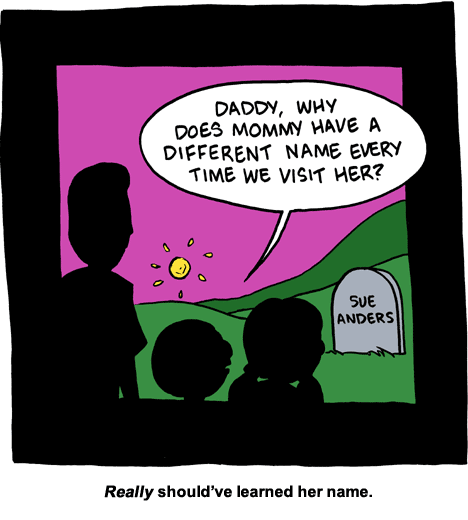 DADDY, WHY
DOES MOMMY HAVE A
DIFFERENT NAME EVERY
TIME WE VISIT HER?
SUE
ANDERS
Really should've learned her name.